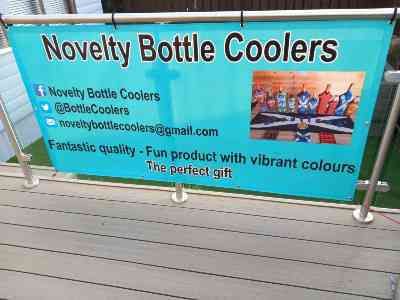 Novelty Bottle Coolers
Novelty Bottle Coolers
@BottleCoolers
noveltybottlecoolers@gmail.com
Fantastic quality - Fun product with vibrant colours
The perfect gift